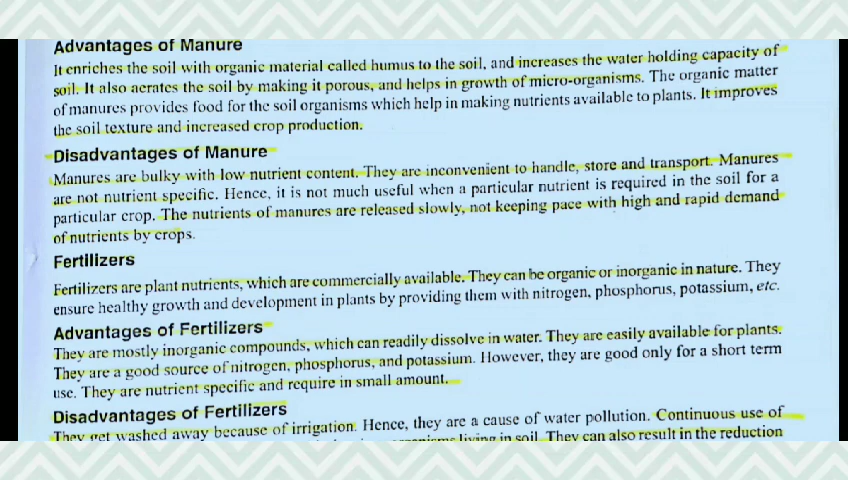 Advantages of Manure
It enriches the soil with organic material called humus to the soil, and increases the water holding capacity of
soil. It also aerates the soil by making it porous, and helps in growth of micro-organisms. The organic matter
of manures provides food for the soil organisms which help in making nutrients available to plants. It improves
the soil texture and increased crop production.
Disadvantages of Manure
Manures are bulky with low nutrient content. They are inconvenient to handle, store and transport. Manures
are not nutrient specific. Hence, it is not much useful when a particular nutrient is required in the soil for a
particular crop. The nutrients of manures are released slowly, not keeping pace with high and rapid demand
of nutrients by crops.
Fertilizers
Fertilizers are plant nutrients, which are commercially available. They can be organic or inorganic in nature. They
ensure healthy growth and development in plants by providing them with nitrogen, phosphorus, potassium, etc.
Advantages of Fertilizers
They are mostly inorganic compounds, which can readily dissolve in water. They are easily available for plants.
They are a good source of nitrogen, phosphorus, and potassium. However, they are good only for a short term
use. They are nutrient specific and require in small amount.
Disadvantages of Fertilizers
They get washed away because of irrigation. Hence, they are a cause of water pollution. Continuous use of
living in soil. They can also result in the reduction